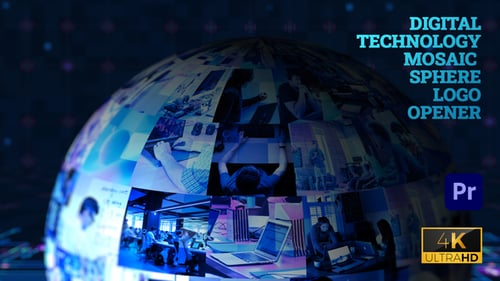 DIGITAL
TECHNOLOGY
MOSAIC
SPHERE
LOGO
OPENER
Pr
4K
ULTRAHD